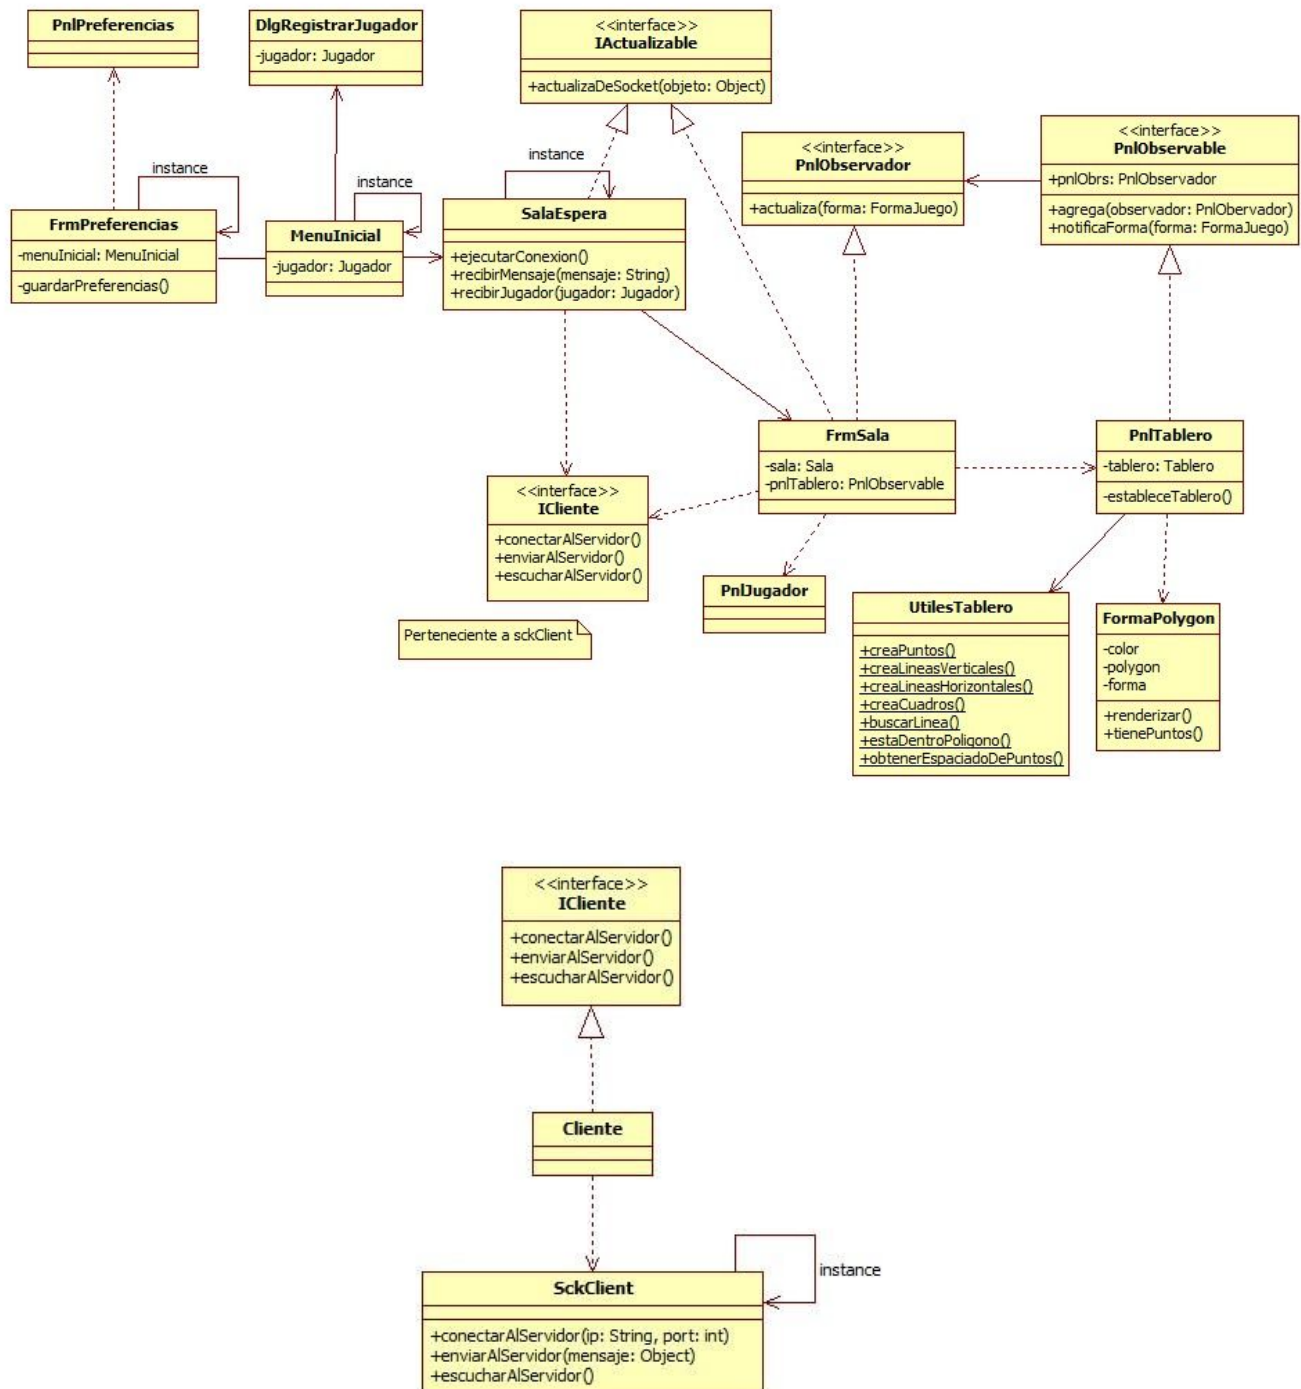 PnlPreferencias
DlgRegistrarJugador
-jugador: Jugador
<<interface>>
IActualizable
+actualizaDeSocket(objeto: Object)
<<interface>>
PnlObservador
+actualiza(forma: FormaJuego)
<<interface>>
PnlObservable
+pnlObrs: PnlObservador
+agrega(observador: PnlObervador)
+notificaForma(forma: FormaJuego)
instance
FrmPreferencias
-menuInicial: MenuInicial
-guardarPreferencias()
instance
MenuInicial
-jugador: Jugador
instance
SalaEspera
+ejecutarConexion()
+recibirMensaje(mensaje: String)
+recibirJugador(jugador: Jugador)
FrmSala
-sala: Sala
-pnlTablero: PnlObservable
PnlTablero
-tablero: Tablero
-estableceTablero()
<<interface>>
ICliente
+conectarAlServidor()
+enviarAlServidor()
+escucharAlServidor()
Perteneciente a sckClient
PnlJugador
UtilesTablero
+creaPuntos()
+creaLineasVerticales()
+creaLineasHorizontales()
+creaCuadros()
+buscarLinea()
+estaDentroPoligono()
+obtenerEspaciadoDePuntos()
FormaPolygon
-color
-polygon
-forma
+renderizar()
+tienePuntos()
<<interface>>
ICliente
+conectarAlServidor()
+enviarAlServidor()
+escucharAlServidor()
Cliente
instance
SckClient
+conectarAlServidor(ip: String, port: int)
+enviarAlServidor(mensaje: Object)
+escucharAlServidor()